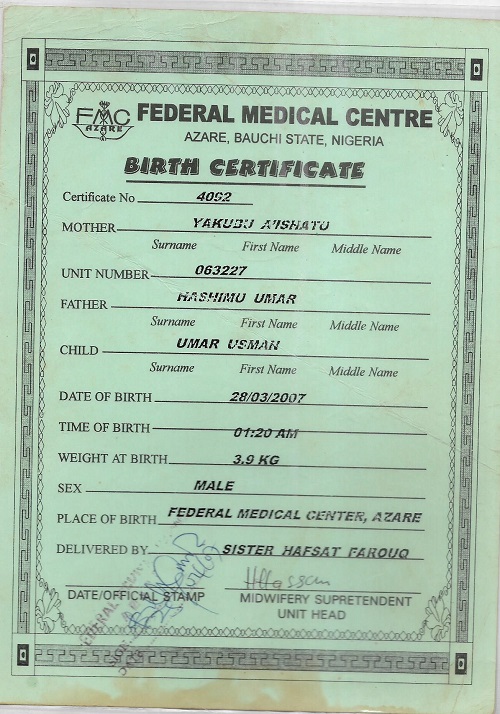 FMC
AZARE
FEDERAL MEDICAL CENTRE
AZARE, BAUCHI STATE, NIGERIA
BIRTH CERTIFICATE
Certificate No 4092
MOTHER YAKUBU AISHATU
Surname First Name Middle Name
UNIT NUMBER 063227
FATHER HASHIMU UMAR
Surname First Name Middle Name
CHILD UMAR USMAN
Surname First Name Middle Name
DATE OF BIRTH 28/03/2007
TIME OF BIRTH 01:20 AM
WEIGHT AT BIRTH 3.9 KG
SEX MALE
PLACE OF BIRTH FEDERAL MEDICAL CENTER, AZARE
DELIVERED BY SISTER HAFSAT FAROUQ
HHassan
DATE/OFFICIAL STAMP MIDWIFERY SUPRETENDENT
UNIT HEAD
FEDERAL